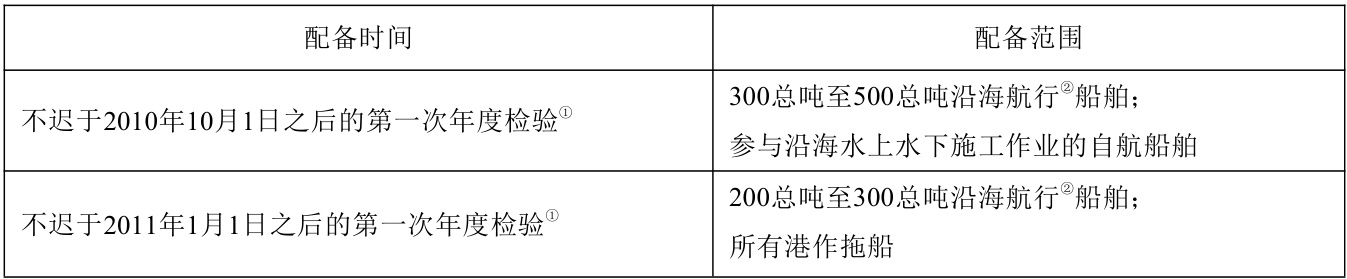 配备时间
配备范围
不迟于2010年10月1日之后的第一次年度检验①
300总吨至500总吨沿海航行②船舶；
参与沿海水上水下施工作业的自航船舶
不迟于2011年1月1日之后的第一次年度检验①
200总吨至300总吨沿海航行②船舶；
所有港作拖船